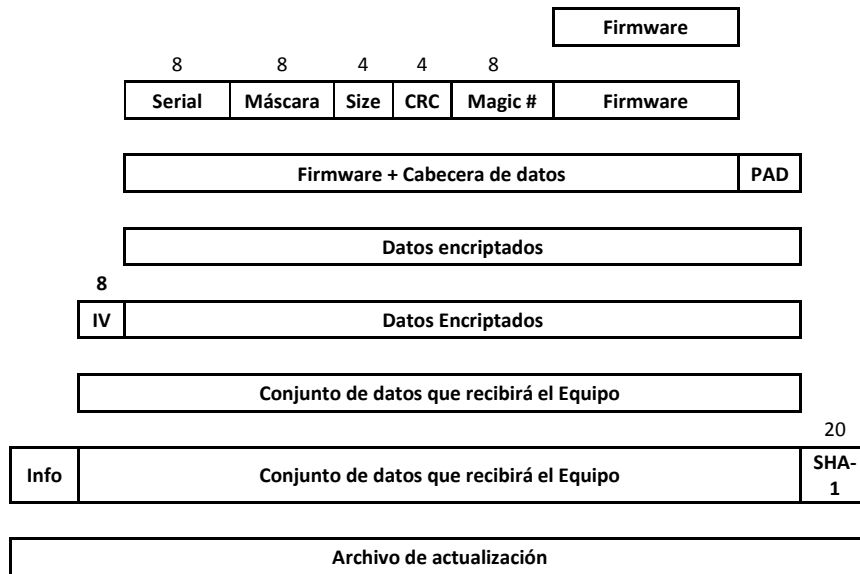 Firmware
8 8 4 4 8
Serial Máscara Size CRC Magic # Firmware
Firmware + Cabecera de datos PAD
Datos encriptados
8
IV Datos Encriptados
Conjunto de datos que recibirá el Equipo
20
Info Conjunto de datos que recibirá el Equipo SHA-
1
Archivo de actualización